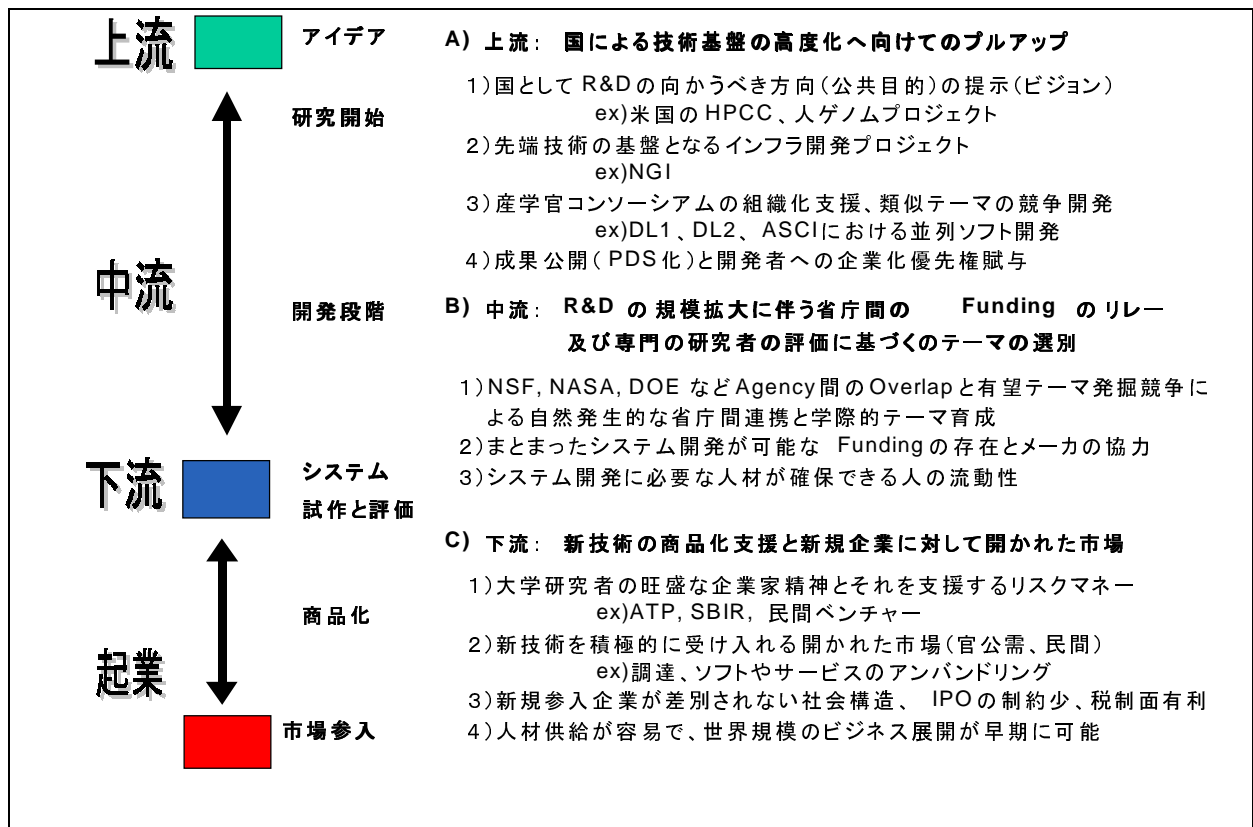 上流
アイデア
研究開始
中流
開発段階
下流
システム
試作と評価
商品化
起業
市場参入
A) 上流: 国による技術基盤の高度化へ向けてのプルアップ
1)国として R&Dの向かうべき方向(公共目的)の提示(ビジョン)
ex)米国の HPCC、人ゲノムプロジェクト
2)先端技術の基盤となるインフラ開発プロジェクト
ex)NGI
3)産学官コンソーシアムの組織化支援、類似テーマの競争開発
ex)DL1、DL2、ASCIにおける並列ソフト開発
4)成果公開(PDS化)と開発者への企業化優先権賦与
B) 中流: R&D の規模拡大に伴う省庁間の Funding のリレー
及び専門の研究者の評価に基づくのテーマの選別
1)NSF, NASA, DOE などAgency間のOverlapと有望テーマ発掘競争に
よる自然発生的な省庁間連携と学際的テーマ育成
2)まとまったシステム開発が可能な Fundingの存在とメーカの協力
3)システム開発に必要な人材が確保できる人の流動性
C) 下流: 新技術の商品化支援と新規企業に対して開かれた市場
1)大学研究者の旺盛な企業家精神とそれを支援するリスクマネー
ex)ATP, SBIR, 民間ベンチャー
2)新技術を積極的に受け入れる開かれた市場(官公需、民間)
ex)調達、ソフトやサービスのアンバンドリング
3)新規参入企業が差別されない社会構造、 IPOの制約少、税制面有利
4)人材供給が容易で、世界規模のビジネス展開が早期に可能